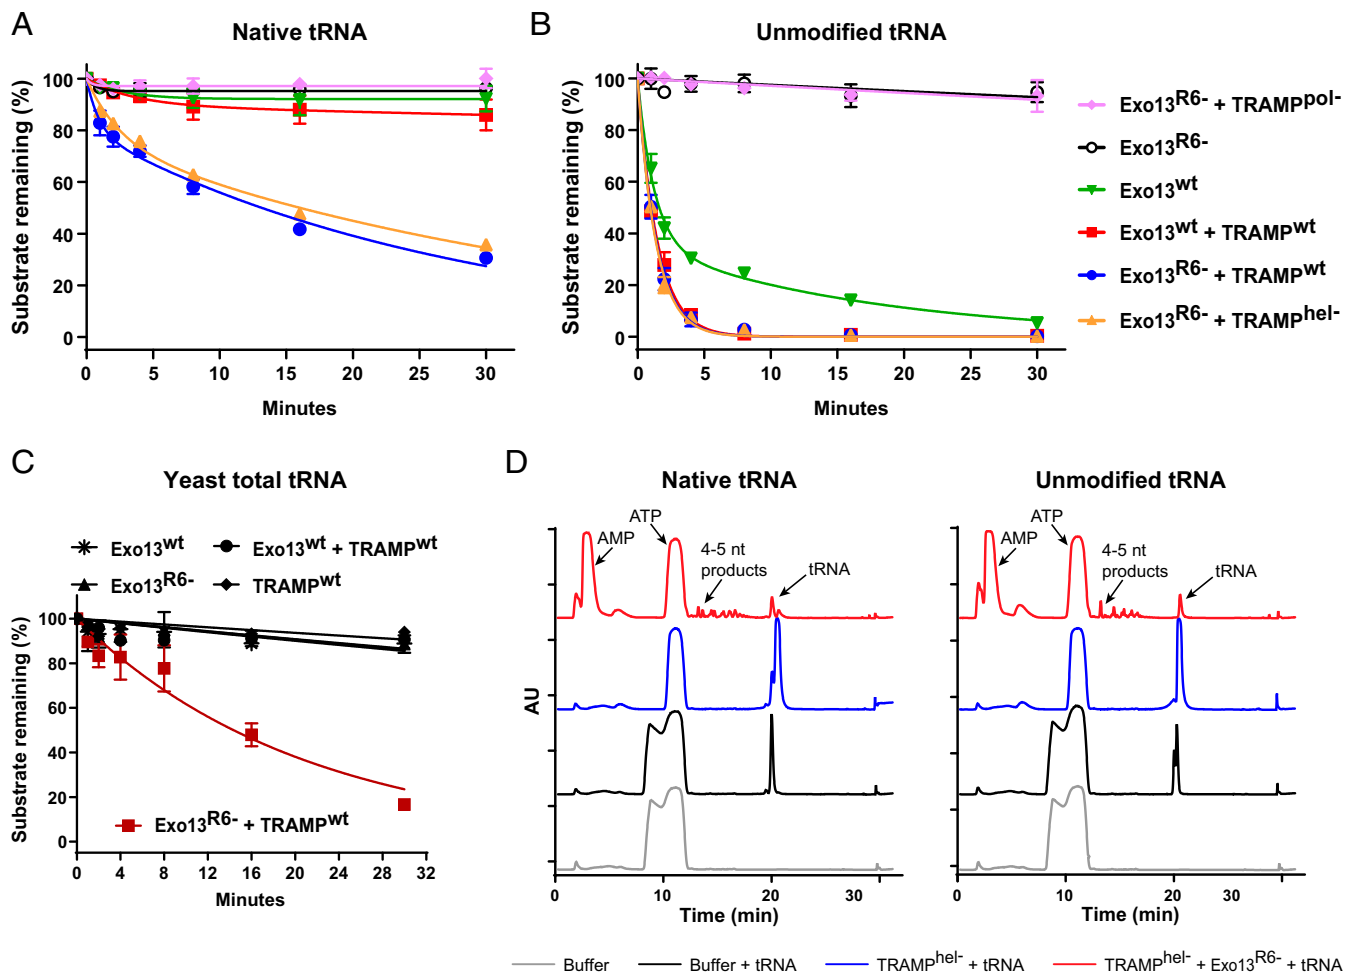 A
Native tRNA
Substrate remaining (%)
100
80
60
40
20
0
0 5 10 15 20 25 30
Minutes
B
Unmodified tRNA
Substrate remaining (%)
100
80
60
40
20
0
0 5 10 15 20 25 30
Minutes
Exo13R6- + TRAMPpol-
Exo13R6-
Exo13wt
Exo13wt + TRAMPwt
Exo13R6- + TRAMPwt
Exo13R6- + TRAMPhel-
C
Yeast total tRNA
Exo13wt Exo13wt + TRAMPwt
Exo13R6- TRAMPwt
Substrate remaining (%)
100
80
60
40
20
0
Exo13R6- + TRAMPwt
0 4 8 12 16 20 24 28 32
Minutes
D
Native tRNA
ATP
AMP
4-5 nt
products
tRNA
AU
0 10 20 30
Time (min)
Unmodified tRNA
ATP
AMP
4-5 nt
products
tRNA
0 10 20 30
Time (min)
Buffer Buffer + tRNA TRAMPhel- + tRNA TRAMPhel- + Exo13R6- + tRNA